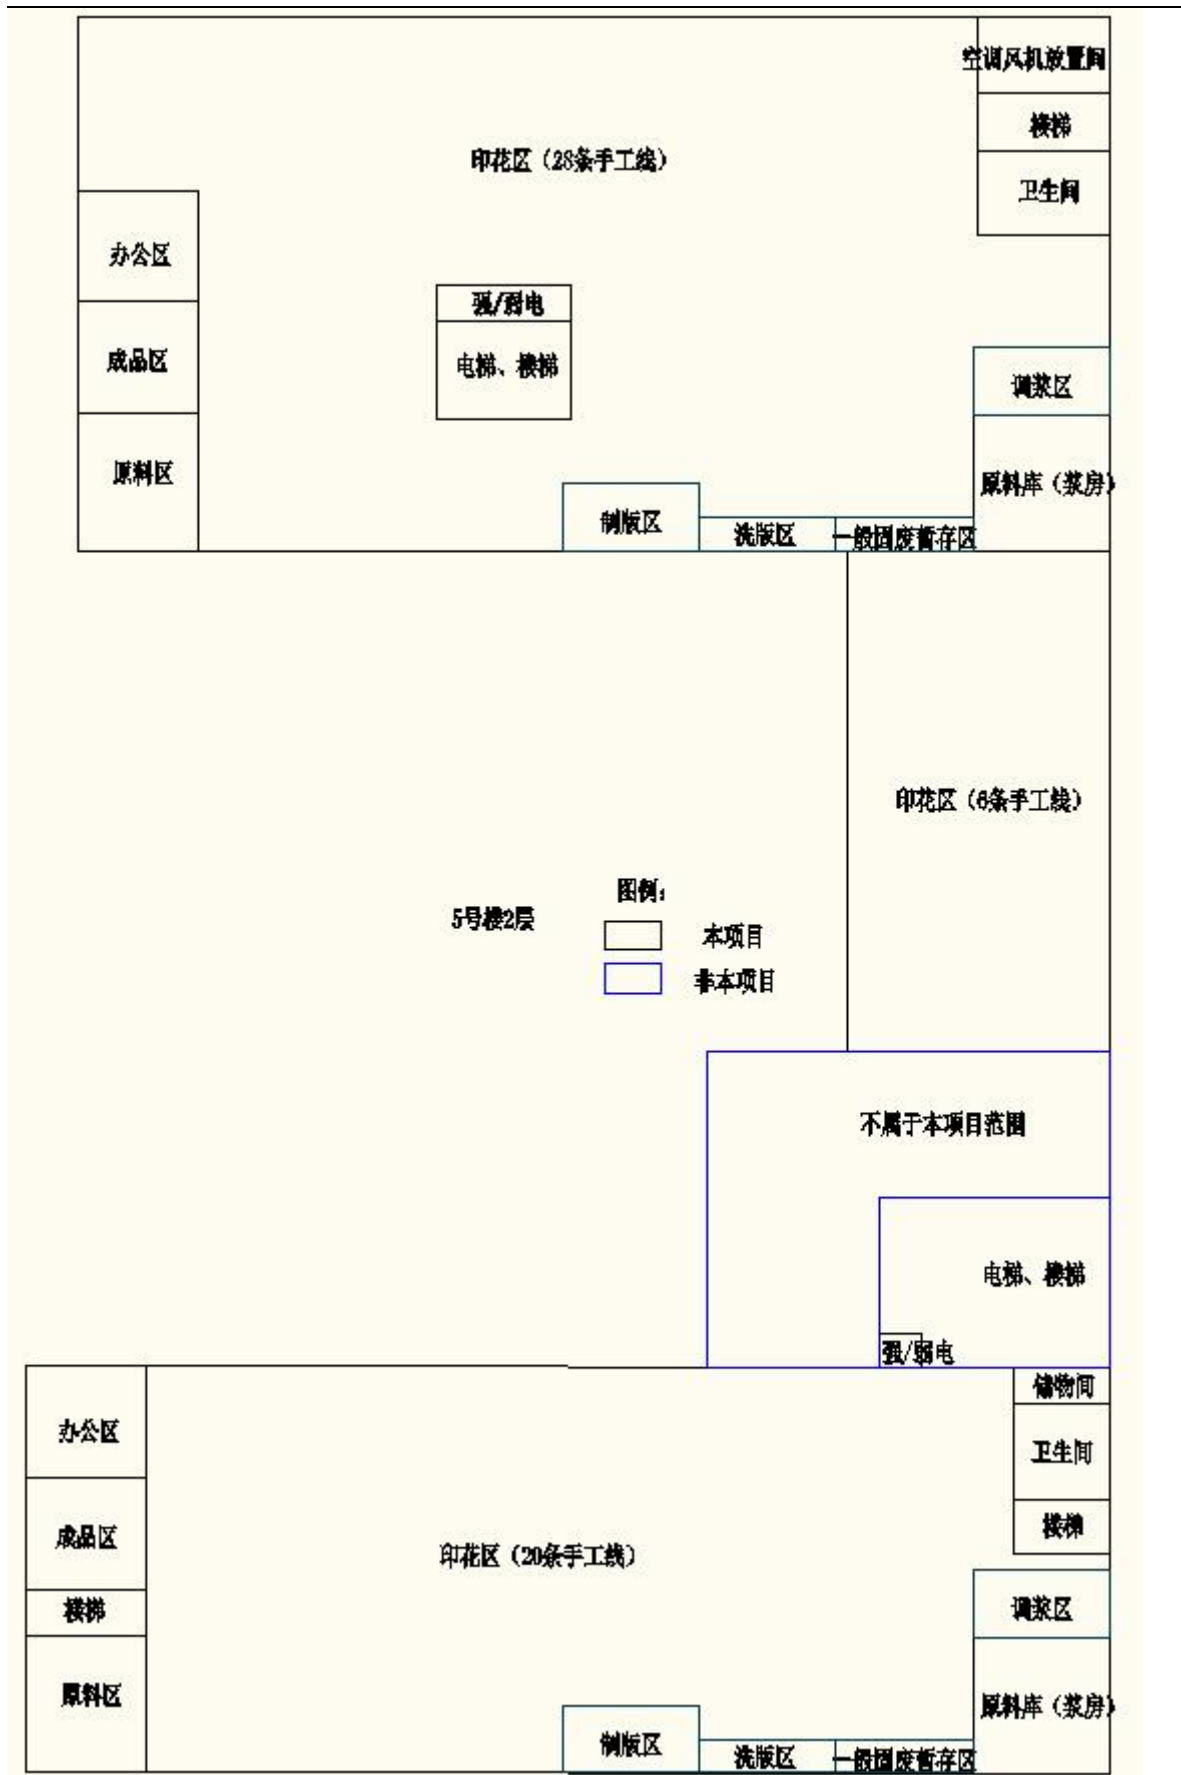 空调风机放置间
楼梯
印花区（28条手工线）
卫生间
办公区
强/弱电
成品区
电梯、楼梯
调浆区
原料区
原料库（浆房）
制版区
洗版区
一般固废暂存区
印花区（6条手工线）
图例：
5号楼2层
本项目
非本项目
不属于本项目范围
电梯、楼梯
强/弱电
储物间
办公区
卫生间
成品区
楼梯
印花区（20条手工线）
楼梯
调浆区
原料区
原料库（浆房）
制版区
洗版区
一般固废暂存区